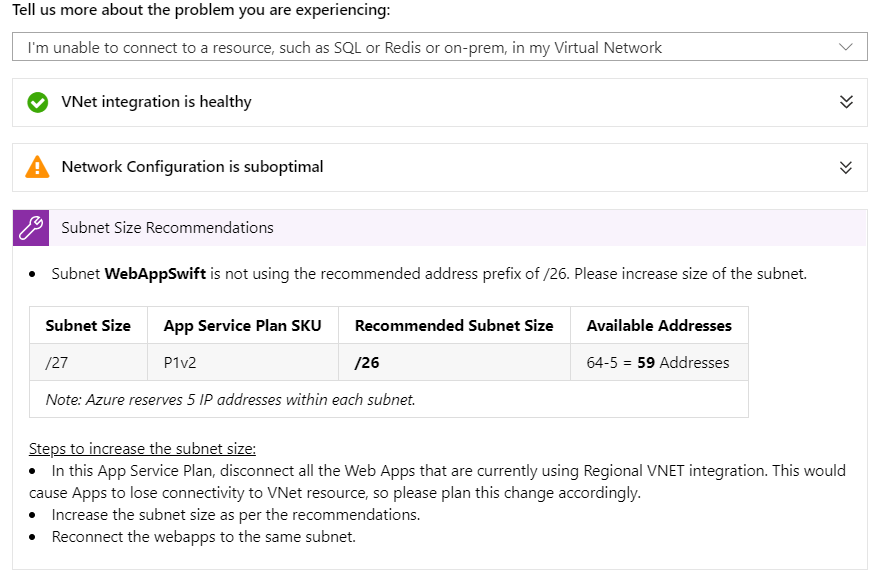 Tell us more about the problem you are experiencing:
I'm unable to connect to a resource, such as SQL or Redis or on-prem, in my Virtual Network
VNet integration is healthy
Network Configuration is suboptimal
Subnet Size Recommendations
• Subnet WebAppSwift is not using the recommended address prefix of /26. Please increase size of the subnet.
Subnet Size App Service Plan SKU Recommended Subnet Size Available Addresses
/27 P1v2 /26 64-5 = 59 Addresses
Note: Azure reserves 5 IP addresses within each subnet.
Steps to increase the subnet size:
• In this App Service Plan, disconnect all the Web Apps that are currently using Regional VNET integration. This would
cause Apps to lose connectivity to VNet resource, so please plan this change accordingly.
• Increase the subnet size as per the recommendations.
• Reconnect the webapps to the same subnet.